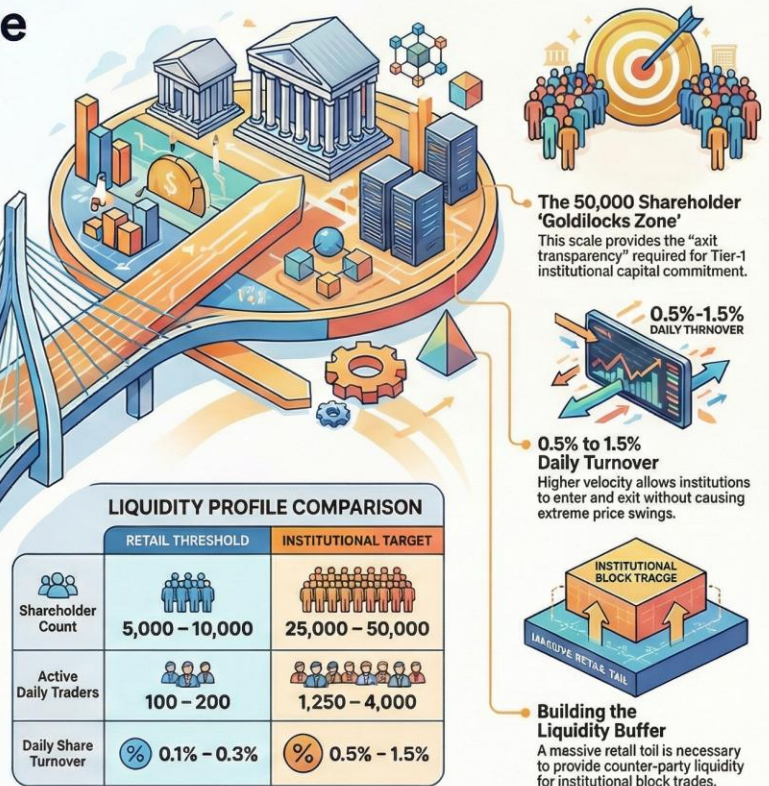 e
The 50,000 Shareholder
‘Goldilocks Zone’
This scale provides the “axit
transparency” required for Tier-1
institutional capital commitment.
0.5%-1.5%
DAILY THRNOVER
0.5% to 1.5%
Daily Turnover
Higher velocity allows institutions
to enter and exit without causing
extreme price swings.
INSTITUTIONAL
BLOCK TRACGE
RETAE TAIE
Building the
Liquidity Buffer
A massive retail toil is necessary
to provide counter-party liquidity
for institutional block trades.
LIQUIDITY PROFILE COMPARISON
RETAIL THRESHOLD INSTITUTIONAL TARGET
Shareholder
Count
5,000 – 10,000 25,000 – 50,000
Active
Daily Traders
100 – 200 1,250 – 4,000
Daily Share
Turnover
% 0.1% – 0.3% % 0.5% – 1.5%
$